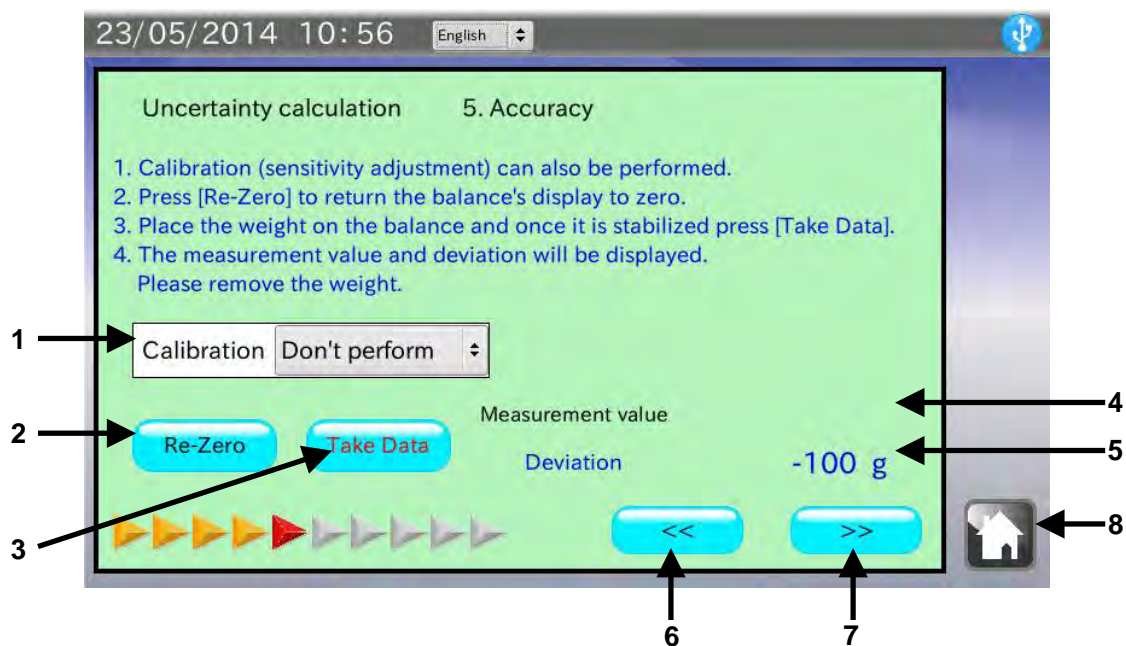 23/05/2014 10:56 English
Uncertainty calculation 5. Accuracy
1. Calibration (sensitivity adjustment) can also be performed.
2. Press [Re-Zero] to return the balance's display to zero.
3. Place the weight on the balance and once it is stabilized press [Take Data].
4. The measurement value and deviation will be displayed.
Please remove the weight.
1
Calibration Don't perform
Measurement value
4
2
Re-Zero Take Data
Deviation -100 g
5
3
<< >>
8
6 7